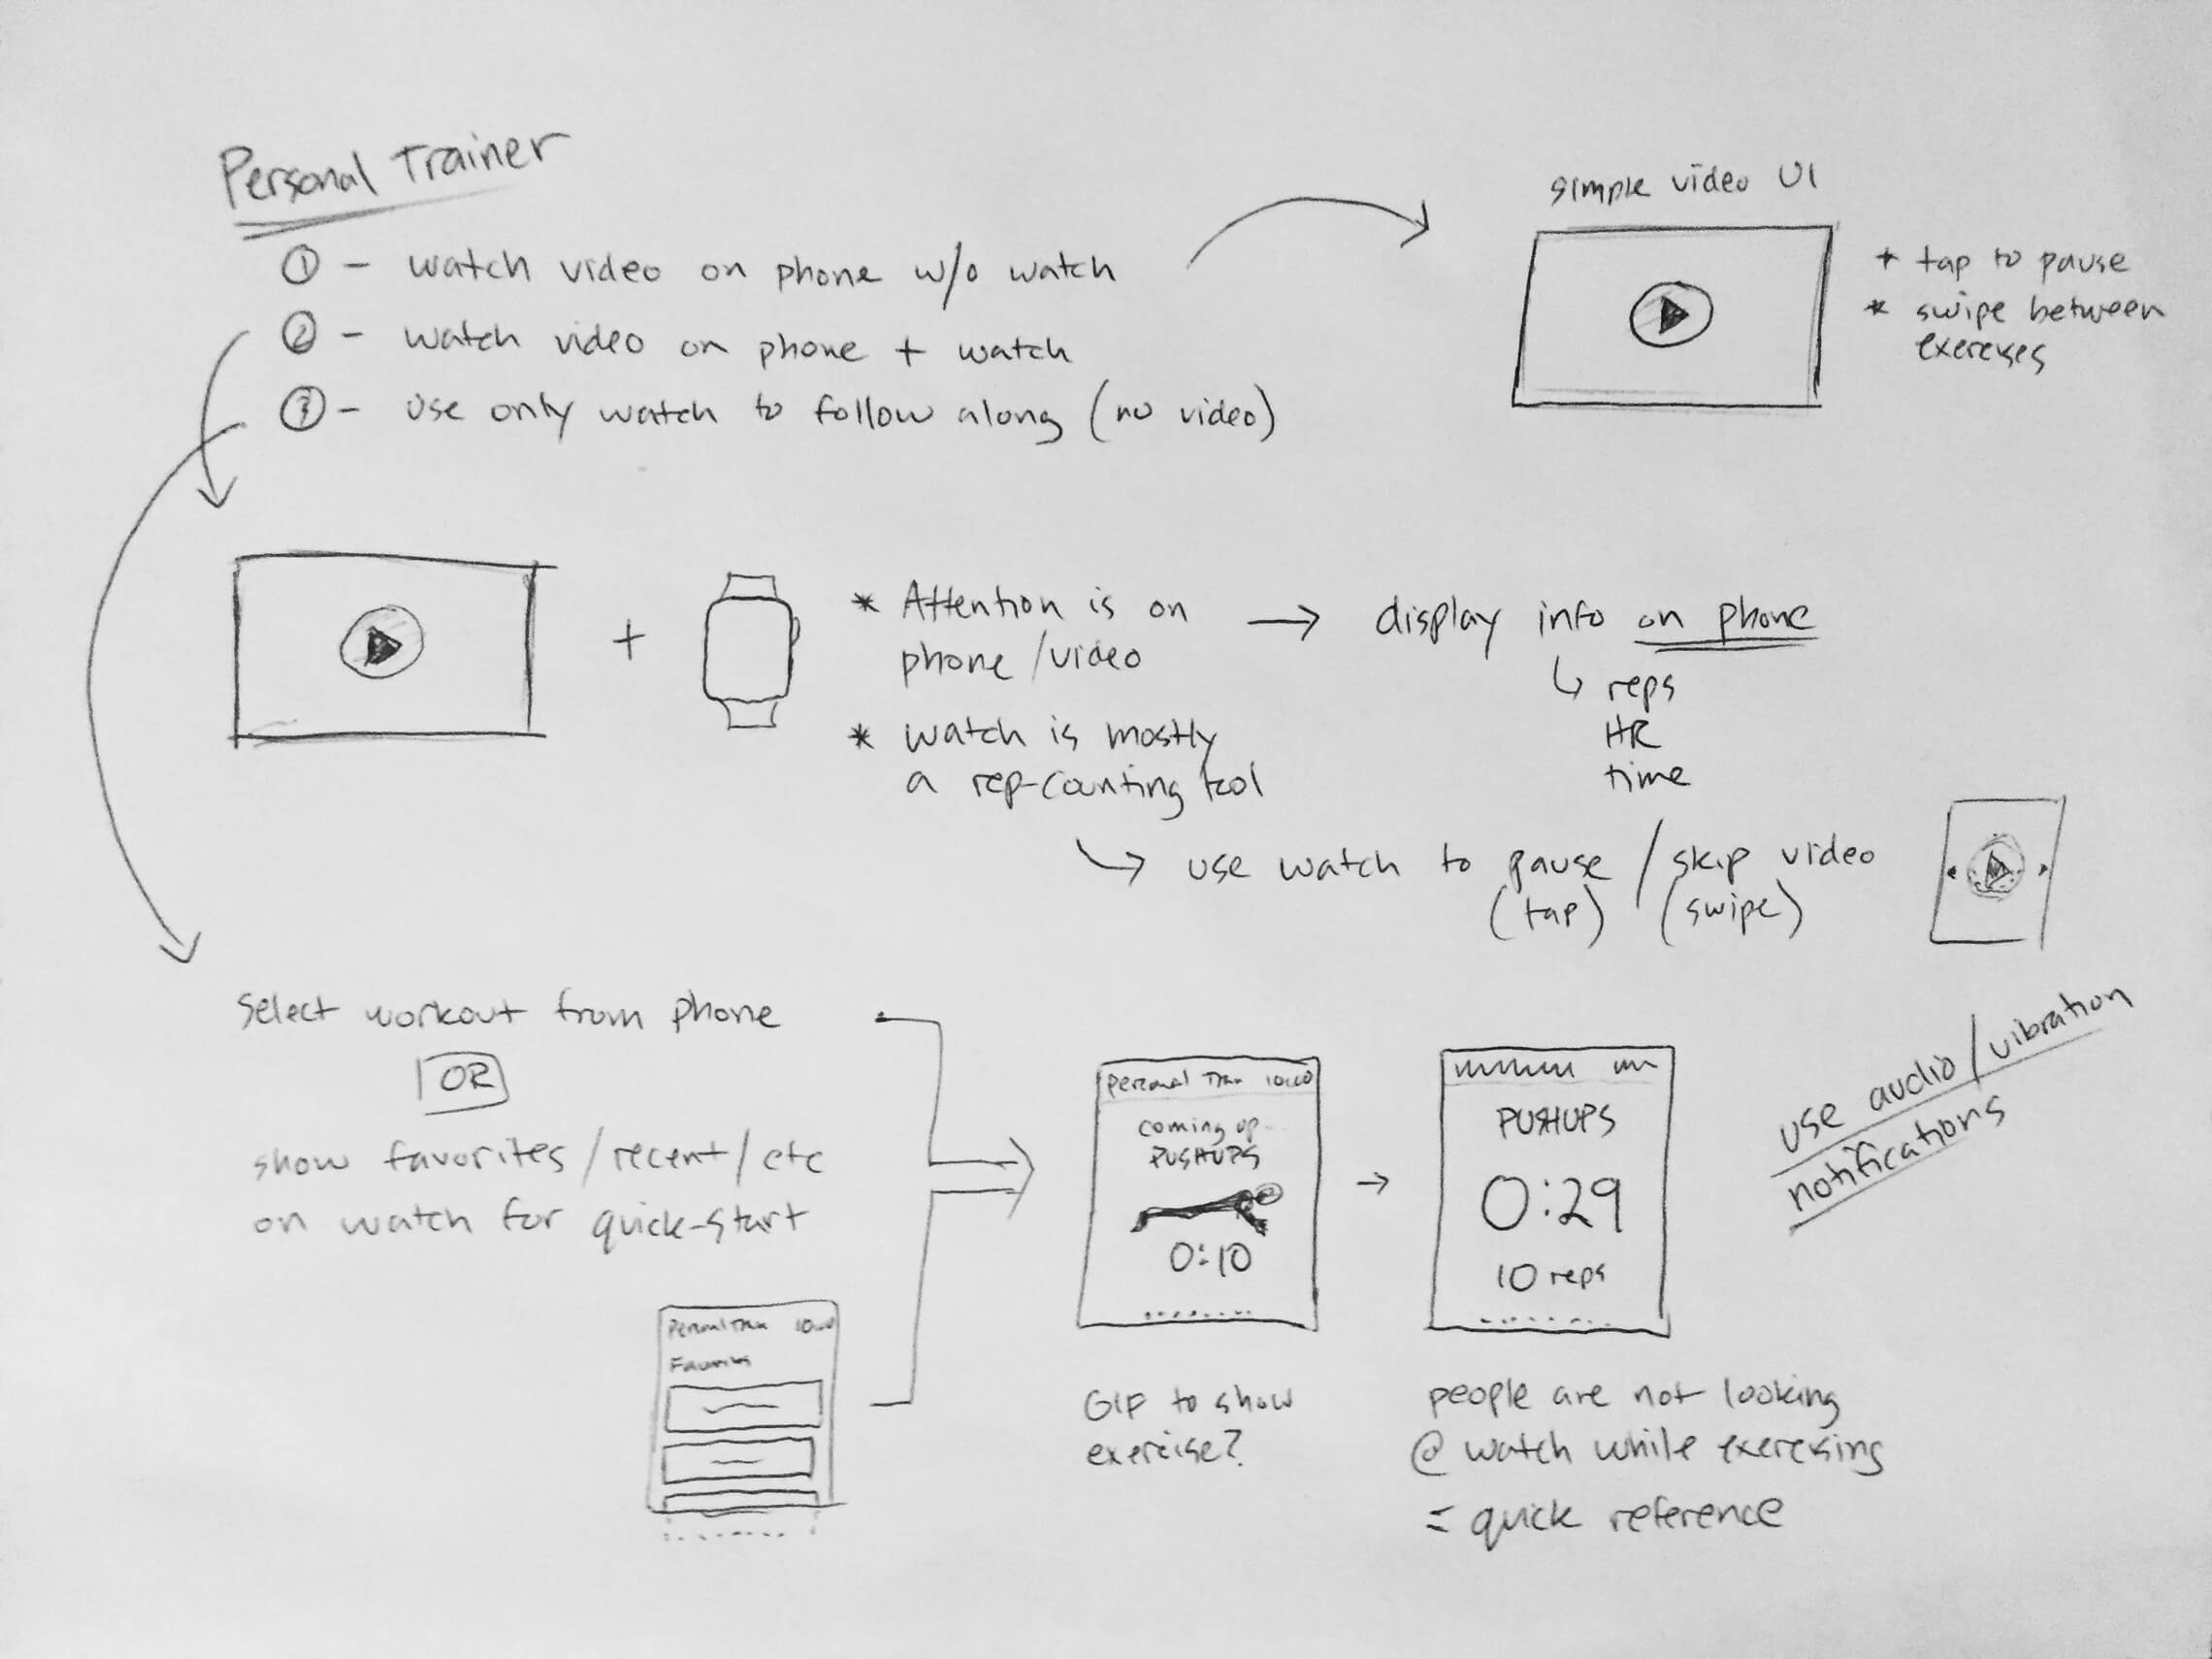 Personal Trainer
① - watch video on phone w/o watch
② - watch video on phone + watch
③ - use only watch to follow along (no video)
simple video UI
* tap to pause
* swipe between
exercises
+
* Attention is on
phone/video
* watch is mostly
a rep-counting tool
→ display info on phone
↳ reps
HR
time
use watch to pause / skip video
(tap) (swipe)
Select workout from phone
OR
show favorites/recent/etc
on watch for quick-start
Personal Train 10:00
Favorites
Personal Train 10:00
coming up
PUSHUPS
0:10
GIF to show
exercise?
→
PUSHUPS
0:29
10 reps
people are not looking
@ watch while exercising
= quick reference
use audio/vibration
notifications